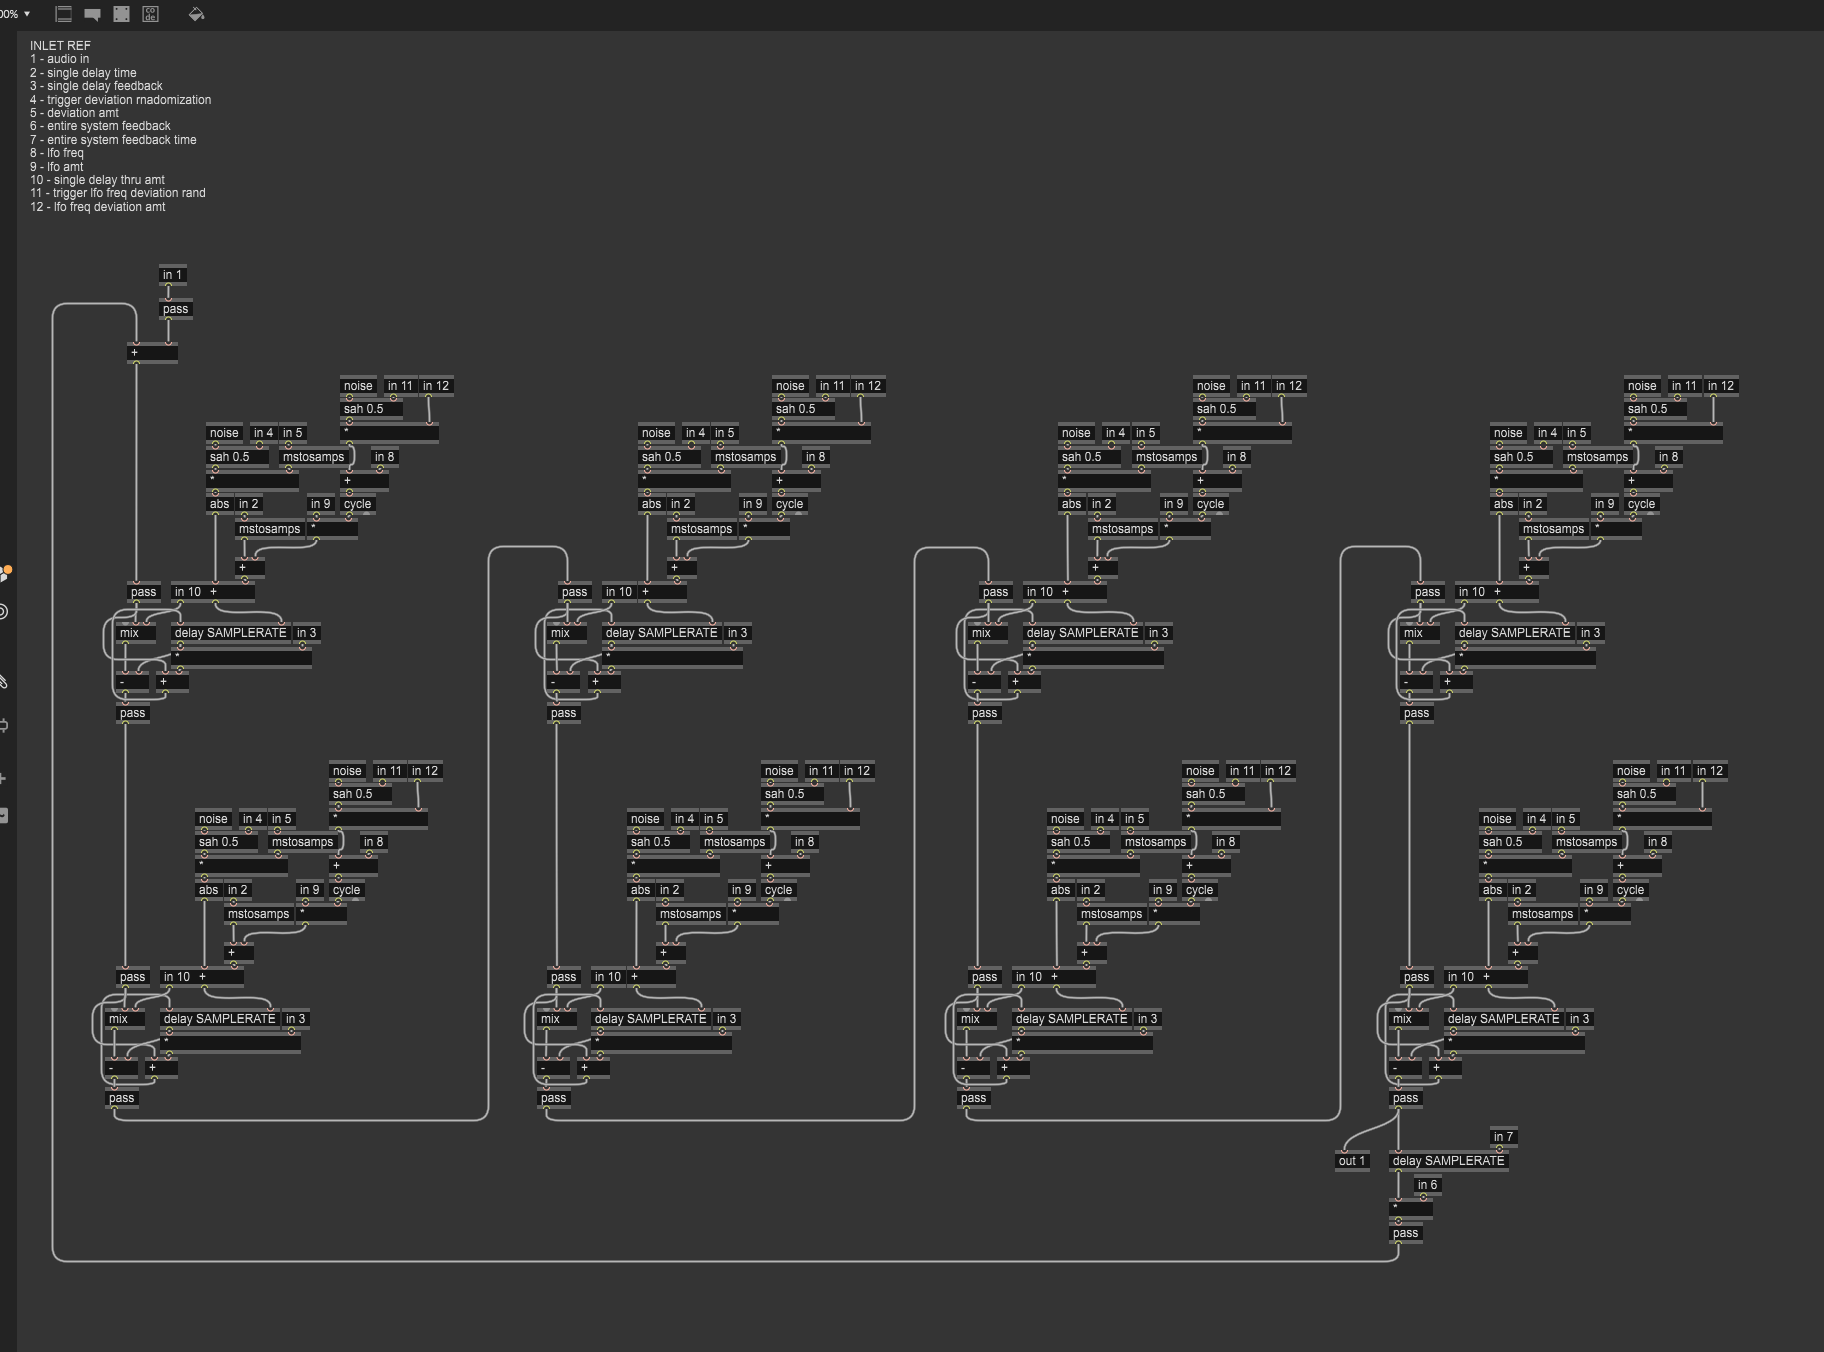 00%
co
de
INLET REF
1 - audio in
2 - single delay time
3 - single delay feedback
4 - trigger deviation rnadomization
5 - deviation amt
6 - entire system feedback
7 - entire system feedback time
8 - lfo freq
9 - lfo amt
10 - single delay thru amt
11 - trigger lfo freq deviation rand
12 - lfo freq deviation amt
in 1
pass
+
noise in 11 in 12 noise in 11 in 12 noise in 11 in 12 noise in 11 in 12
sah 0.5 sah 0.5 sah 0.5 sah 0.5
noise in 4 in 5 * noise in 4 in 5 * noise in 4 in 5 * noise in 4 in 5 *
sah 0.5 mstosamps in 8 sah 0.5 mstosamps in 8 sah 0.5 mstosamps in 8 sah 0.5 mstosamps in 8
* + * + * + * +
abs in 2 in 9 cycle abs in 2 in 9 cycle abs in 2 in 9 cycle abs in 2 in 9 cycle
mstosamps * mstosamps * mstosamps * mstosamps *
+ + + +
pass in 10 + pass in 10 + pass in 10 + pass in 10 +
mix delay SAMPLERATE in 3 mix delay SAMPLERATE in 3 mix delay SAMPLERATE in 3 mix delay SAMPLERATE in 3
* * * *
- + - + - + - +
pass pass pass pass
noise in 11 in 12 noise in 11 in 12 noise in 11 in 12 noise in 11 in 12
sah 0.5 sah 0.5 sah 0.5 sah 0.5
noise in 4 in 5 * noise in 4 in 5 * noise in 4 in 5 * noise in 4 in 5 *
sah 0.5 mstosamps in 8 sah 0.5 mstosamps in 8 sah 0.5 mstosamps in 8 sah 0.5 mstosamps in 8
* + * + * + * +
abs in 2 in 9 cycle abs in 2 in 9 cycle abs in 2 in 9 cycle abs in 2 in 9 cycle
mstosamps * mstosamps * mstosamps * mstosamps *
+ + + +
pass in 10 + pass in 10 + pass in 10 + pass in 10 +
mix delay SAMPLERATE in 3 mix delay SAMPLERATE in 3 mix delay SAMPLERATE in 3 mix delay SAMPLERATE in 3
* * * *
- + - + - + - +
pass pass pass pass
in 7
out 1 delay SAMPLERATE
in 6
*
pass